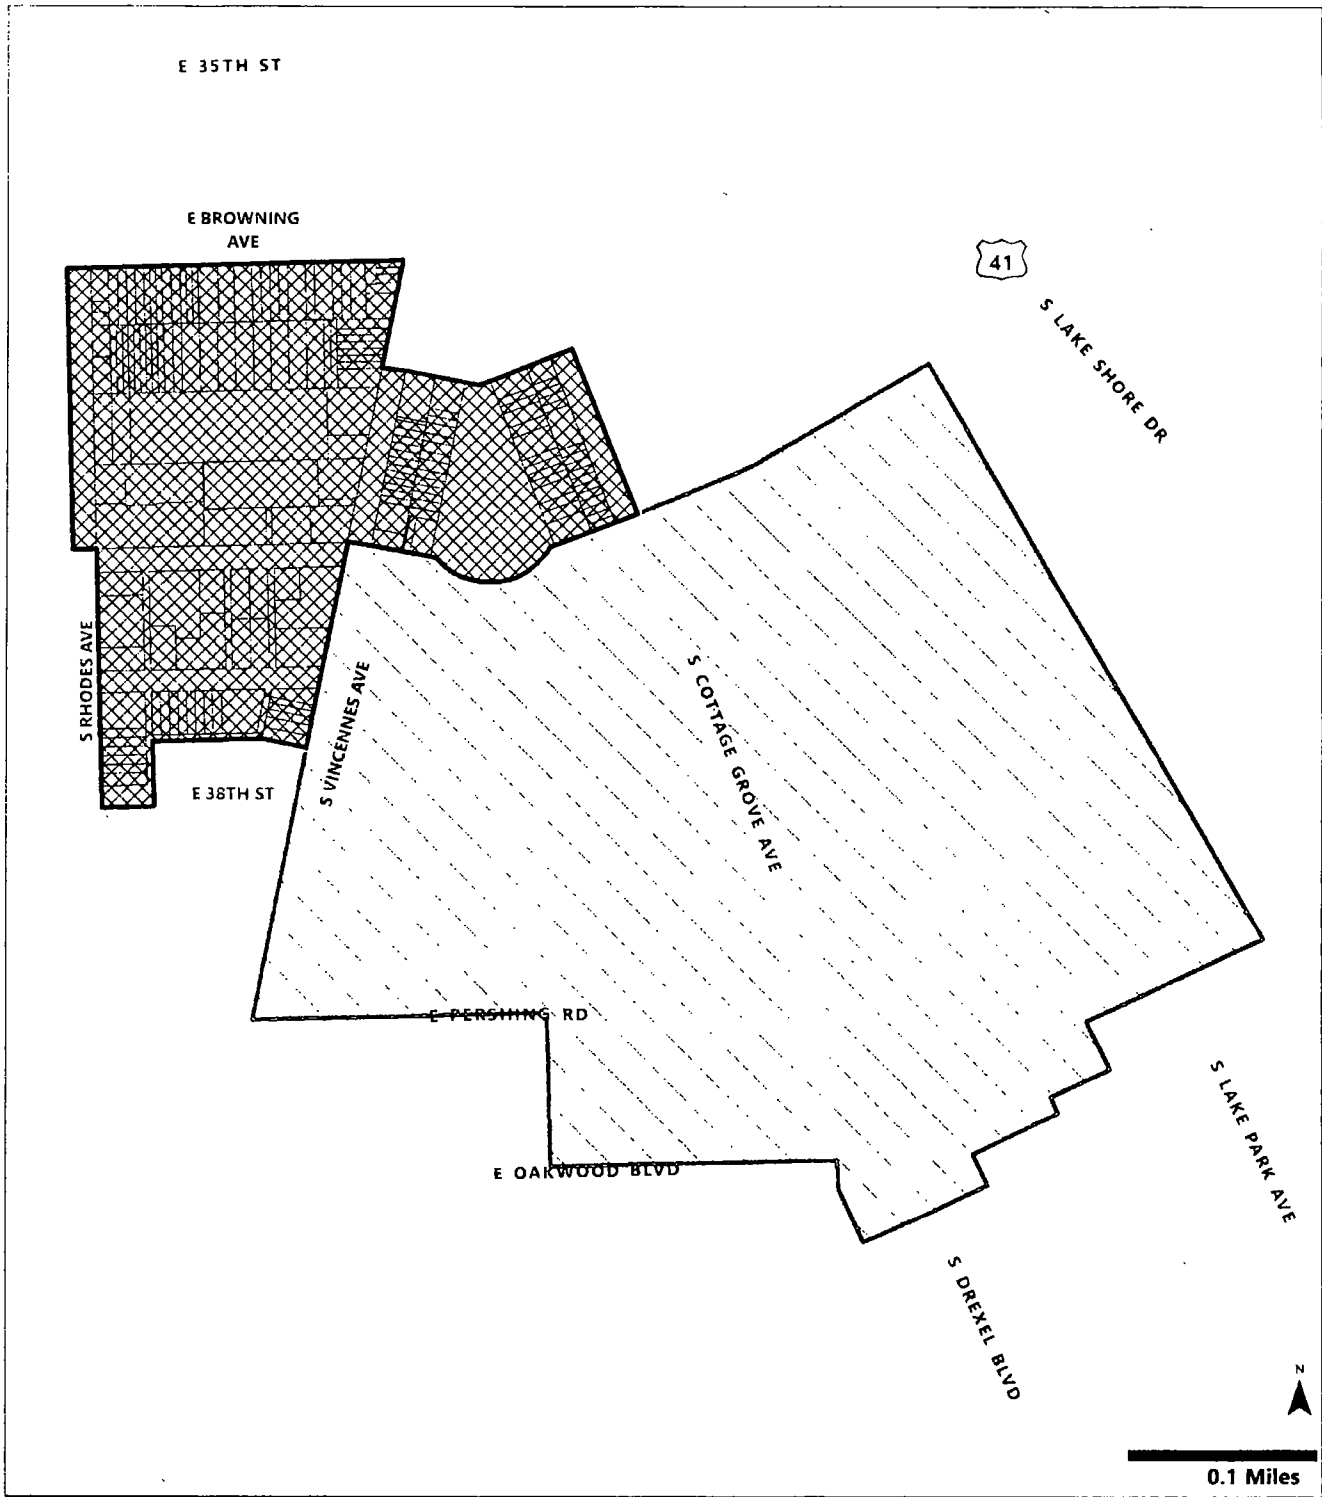 E 35TH ST
E BROWNING
AVE
41
S LAKE SHORE DR
S RHODES AVE
S VINCENNES AVE
S COTTAGE GROVE AVE
E 38TH ST
E PERSHING RD
E OAKWOOD BLVD
S LAKE PARK AVE
S DREXEL BLVD
N
0.1 Miles